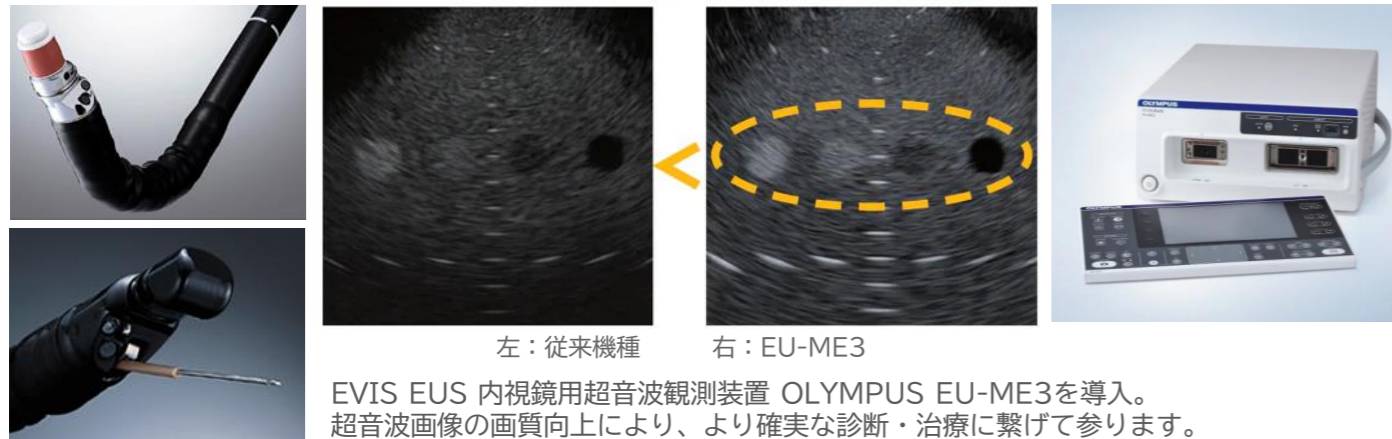 OLYMPUS
OLYMPUS
左：従来機種
右：EU-ME3
EVIS EUS 内視鏡用超音波観測装置 OLYMPUS EU-ME3を導入。
超音波画像の画質向上により、より確実な診断・治療に繋げて参ります。